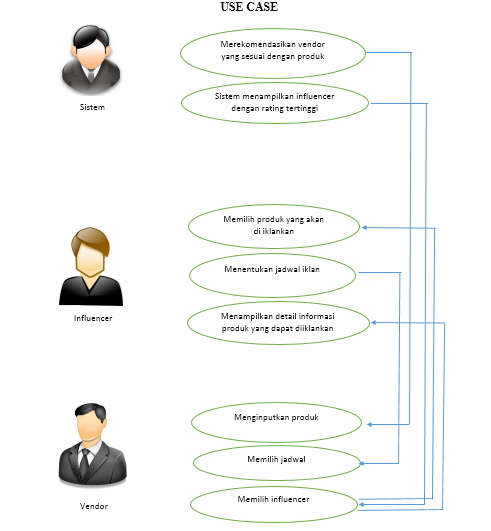 USE CASE
Merekomendasikan vendor
yang sesuai dengan produk
Sistem menampilkan influencer
dengan rating tertinggi
Sistem
Memilih produk yang akan
di iklankan
Menentukan jadwal iklan
Menampilkan detail informasi
produk yang dapat diiklankan
Influencer
Menginputkan produk
Memilih jadwal
Memilih influencer
Vendor